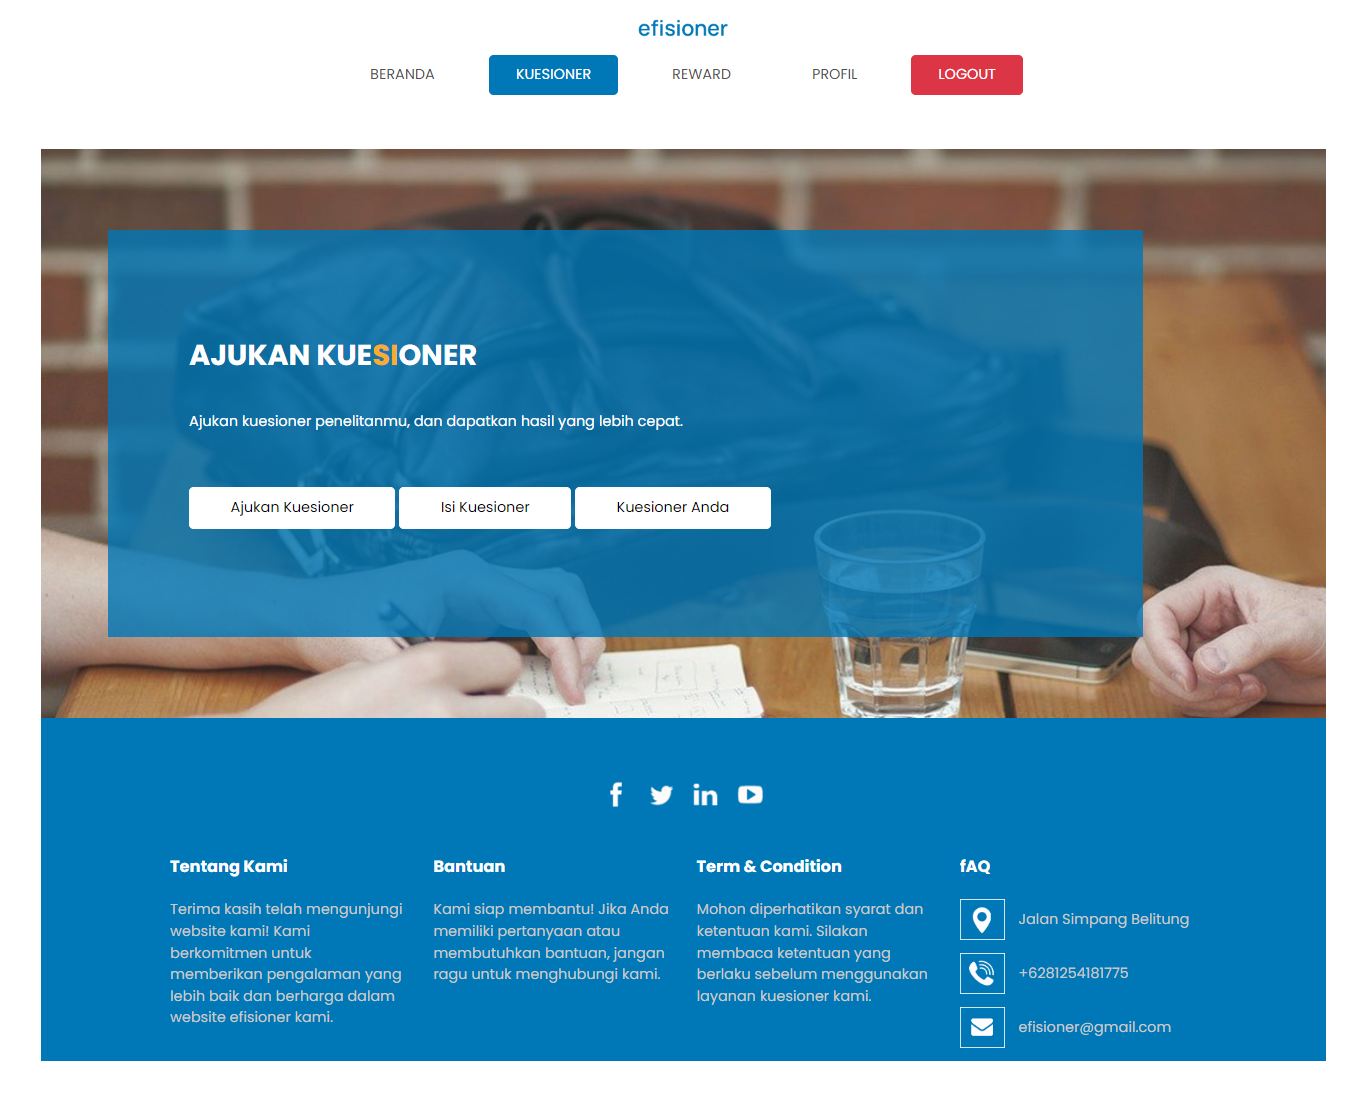 efisioner
BERANDA KUESIONER REWARD PROFIL LOGOUT
AJUKAN KUESIONER
Ajukan kuesioner penelitanmu, dan dapatkan hasil yang lebih cepat.
Ajukan Kuesioner Isi Kuesioner Kuesioner Anda
Tentang Kami
Terima kasih telah mengunjungi
website kami! Kami
berkomitmen untuk
memberikan pengalaman yang
lebih baik dan berharga dalam
website efisioner kami.
Bantuan
Kami siap membantu! Jika Anda
memiliki pertanyaan atau
membutuhkan bantuan, jangan
ragu untuk menghubungi kami.
Term & Condition
Mohon diperhatikan syarat dan
ketentuan kami. Silakan
membaca ketentuan yang
berlaku sebelum menggunakan
layanan kuesioner kami.
fAQ
Jalan Simpang Belitung
+6281254181775
efisioner@gmail.com